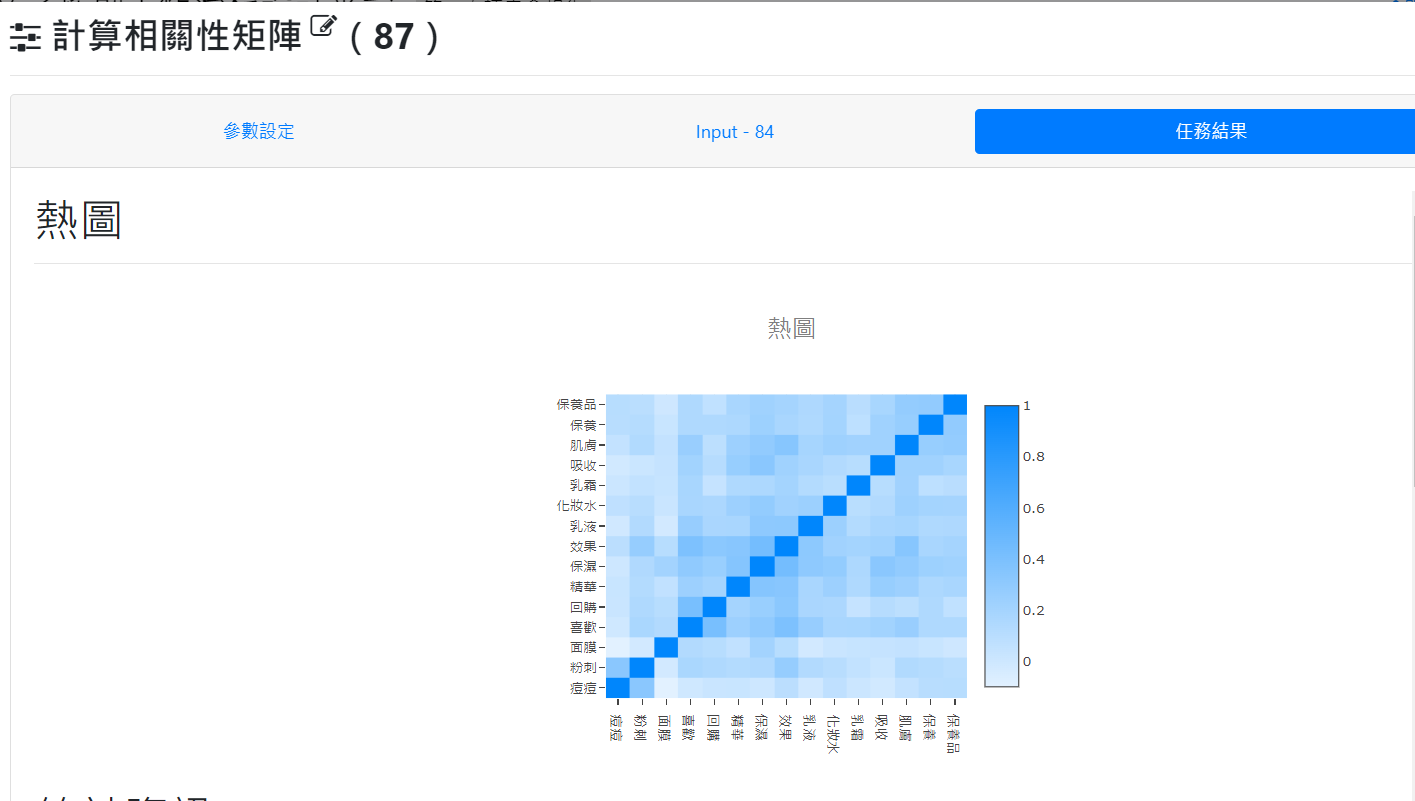 計算相關性矩陣 ( 87 )
參數設定
Input - 84
任務結果
熱圖
熱圖
保養品
保養
肌膚
吸收
乳霜
化妝水
乳液
效果
保濕
精華
回購
喜歡
面膜
粉刺
痘痘
1
0.8
0.6
0.4
0.2
0
痘痘
粉刺
面膜
喜歡
回購
精華
保濕
效果
乳液
化妝水
乳霜
吸收
肌膚
保養
保養品